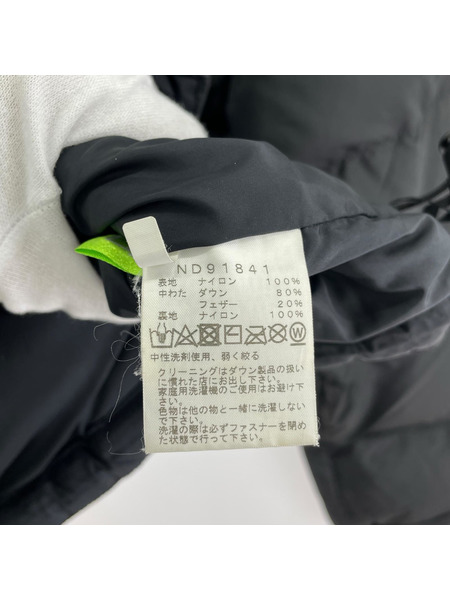 ND91841
表地 ナイロン 100%
中わた ダウン 80%
フェザー 20%
裏地 ナイロン 100%
中性洗剤使用、弱く絞る
クリーニングはダウン製品の扱い
に慣れた店にお出し下さい。
家庭用洗濯機のご使用はお避け下
さい。
色物は他の物と一緒に洗濯しない
で下さい。
洗濯の際は必ずファスナーを閉め
た状態で行って下さい。